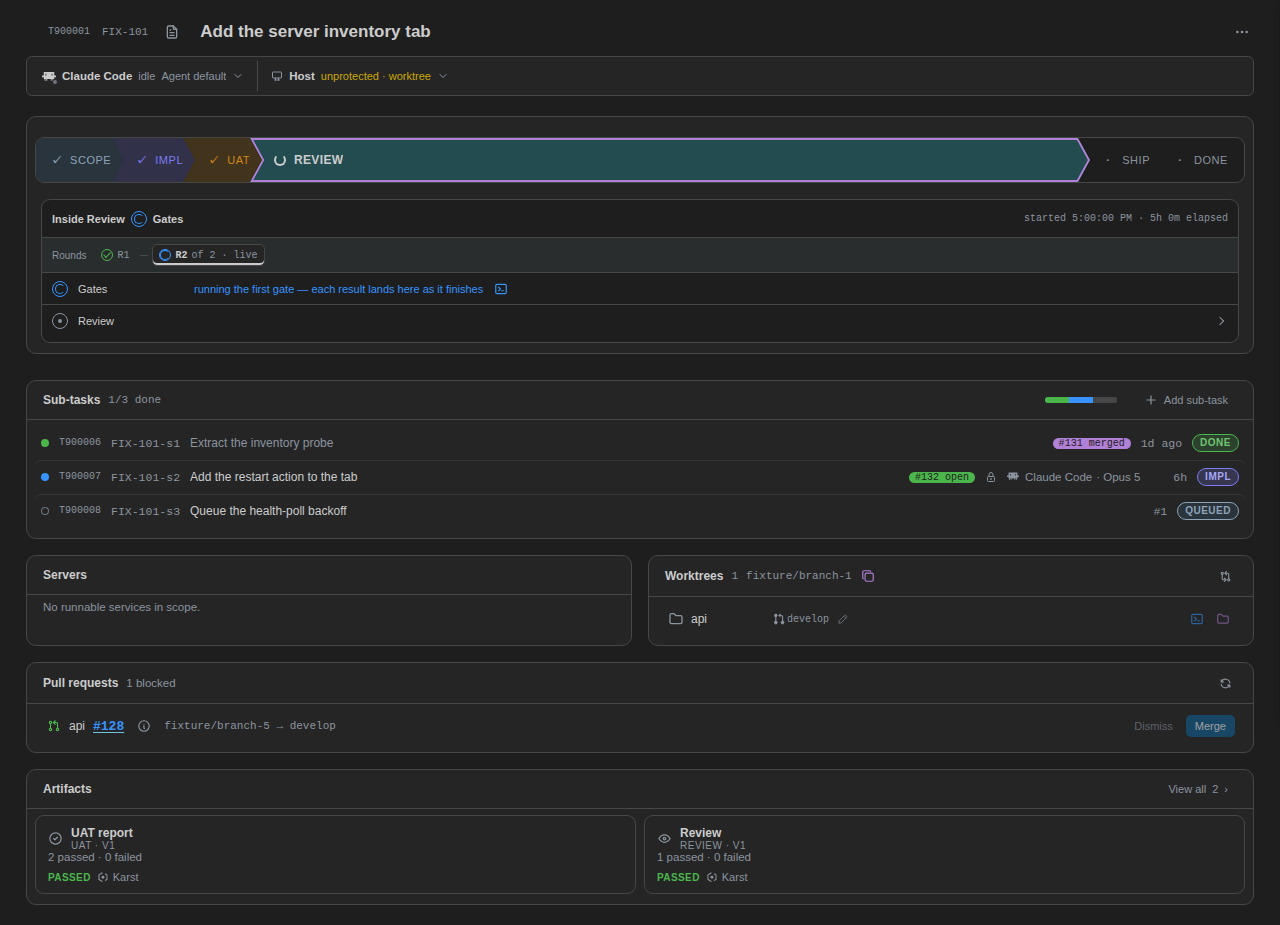 T900001 FIX-101 Add the server inventory tab
Claude Code idle Agent default Host unprotected · worktree
SCOPE IMPL UAT REVIEW SHIP DONE
Inside Review Gates started 5:00:00 PM · 5h 0m elapsed
Rounds R1 — R2 of 2 · live
Gates running the first gate — each result lands here as it finishes
Review
Sub-tasks 1/3 done Add sub-task
T900006 FIX-101-s1 Extract the inventory probe #131 merged 1d ago DONE
T900007 FIX-101-s2 Add the restart action to the tab #132 open Claude Code · Opus 5 6h IMPL
T900008 FIX-101-s3 Queue the health-poll backoff #1 QUEUED
Servers
No runnable services in scope.
Worktrees 1 fixture/branch-1
api develop
Pull requests 1 blocked
api #128 fixture/branch-5 → develop Dismiss Merge
Artifacts View all 2 ›
UAT report
UAT · V1
2 passed · 0 failed
PASSED Karst
Review
REVIEW · V1
1 passed · 0 failed
PASSED Karst